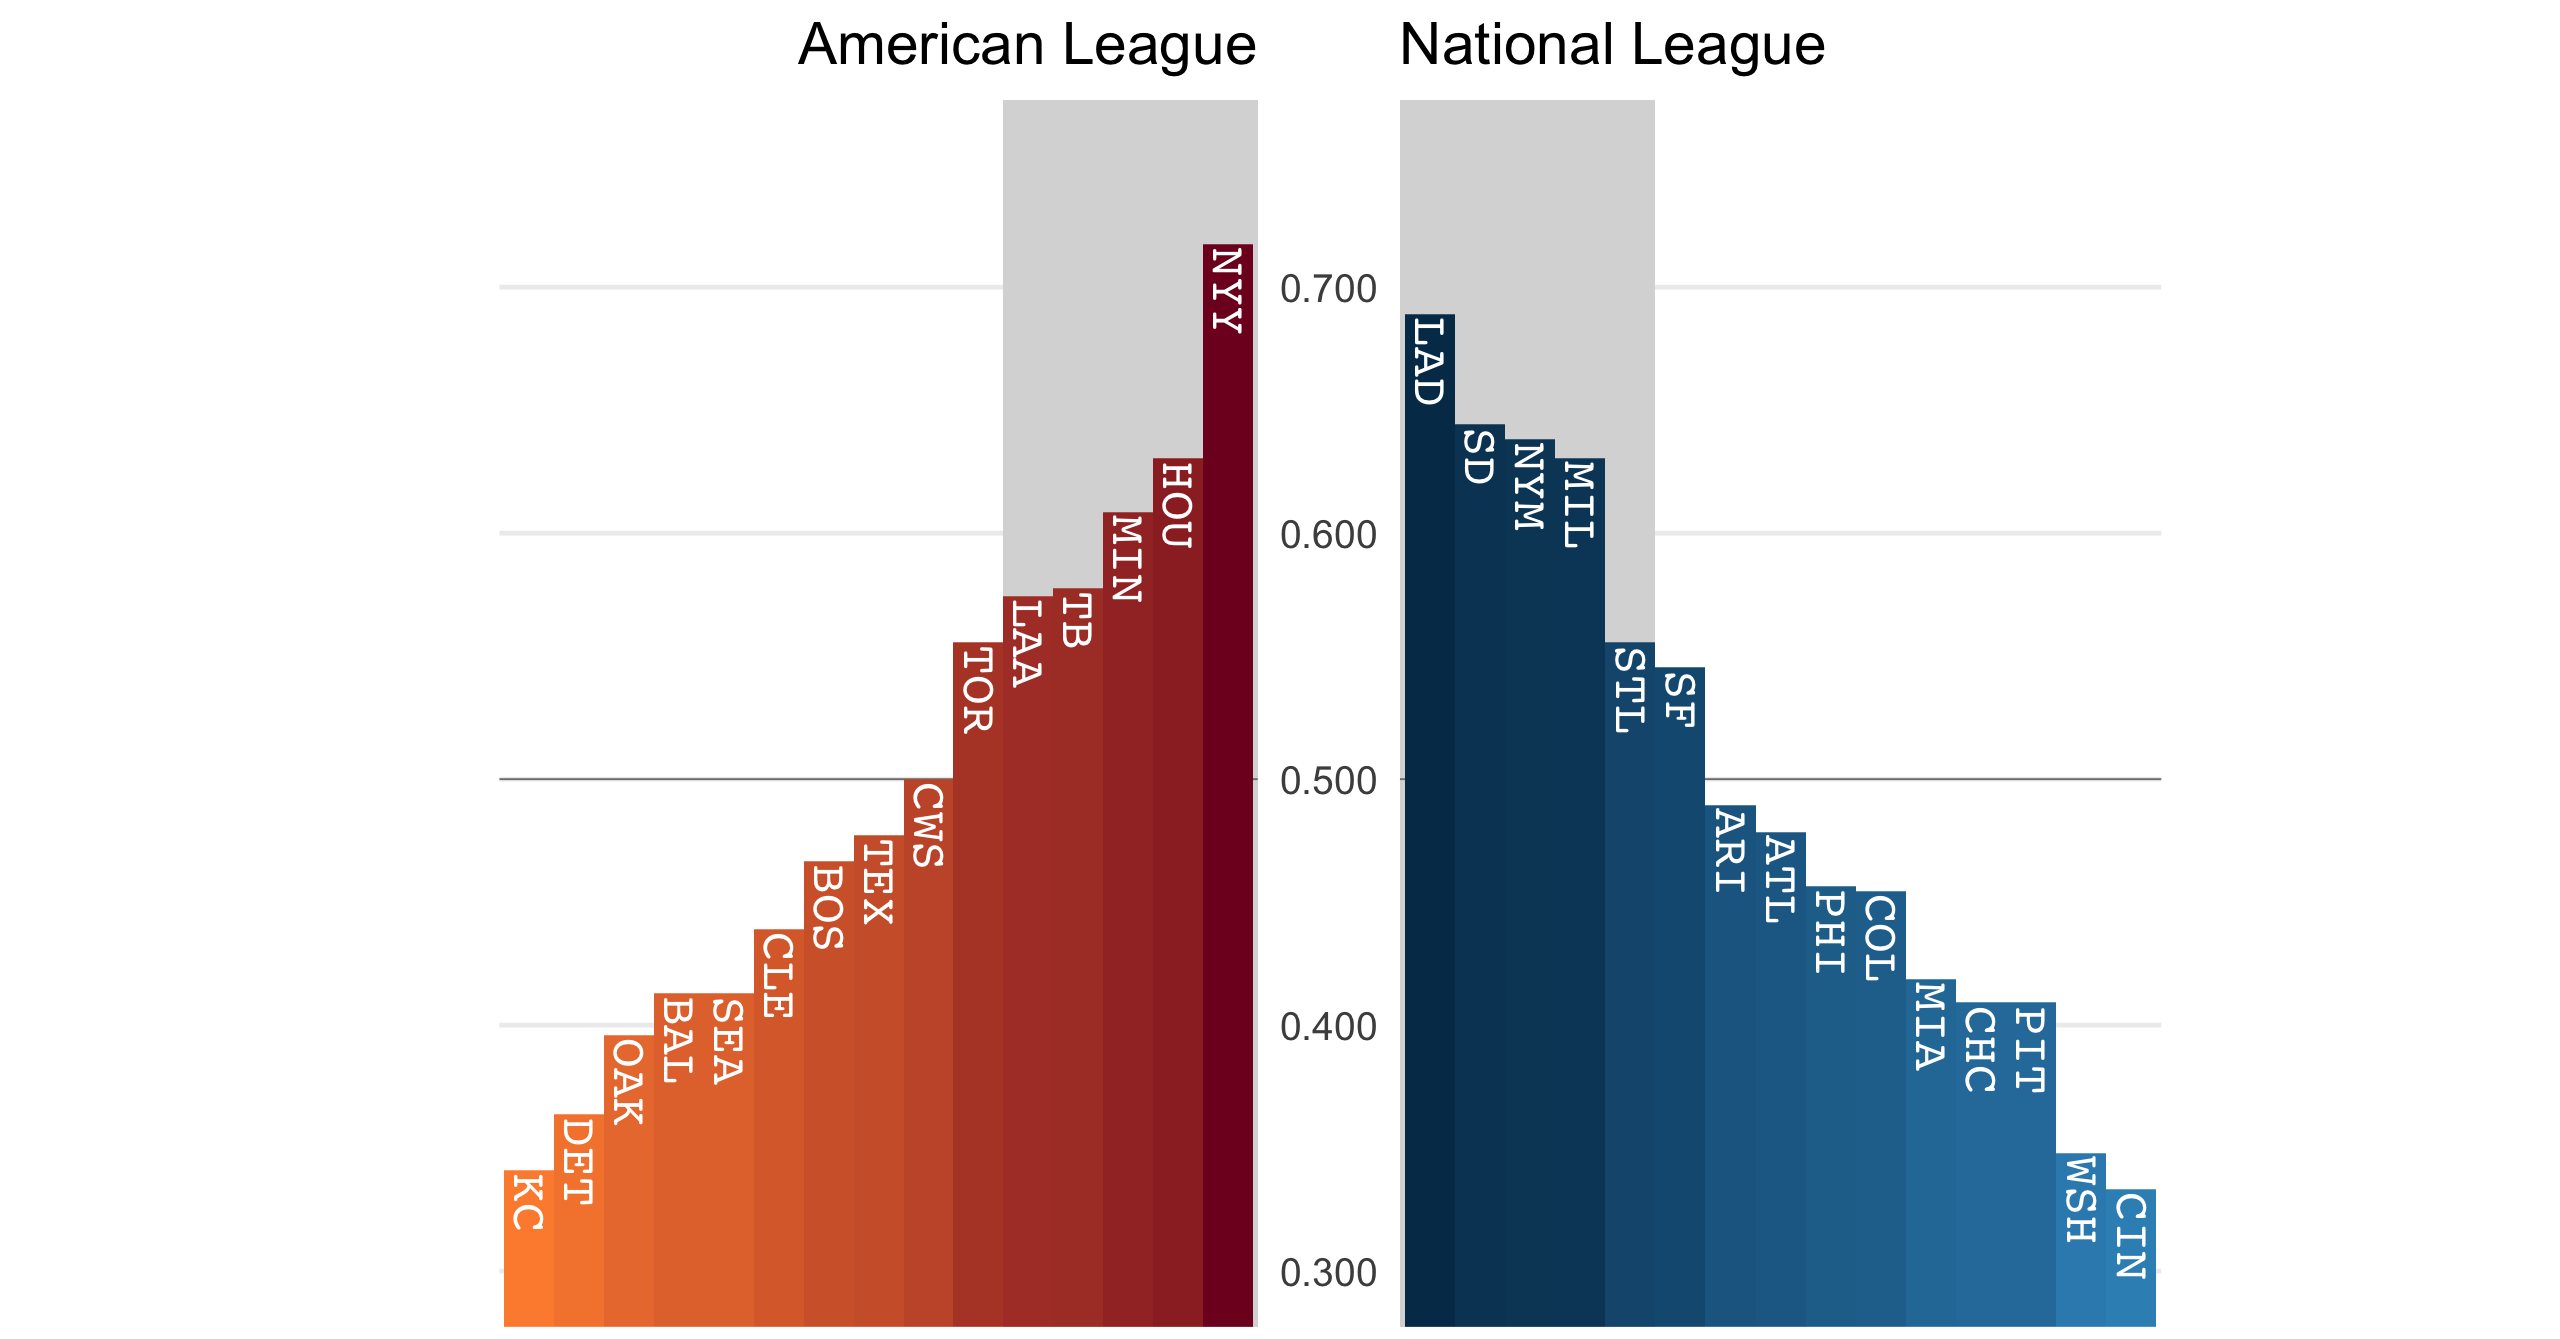 American League
National League
0.700
0.600
0.500
0.400
0.300
KC
DET
OAK
BAL
SEA
CLE
BOS
TEX
CWS
TOR
LAA
TB
MIN
HOU
NYY
LAD
SD
NYM
MIL
STL
SF
ARI
ATL
PHI
COL
MIA
CHC
PIT
WSH
CIN